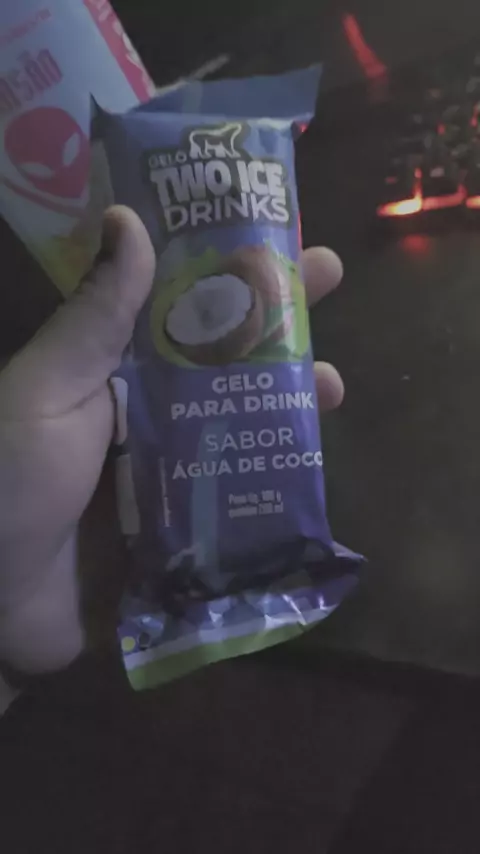 GELO
TWO ICE
DRINKS
GELO
PARA DRINK
SABOR
ÁGUA DE COCO